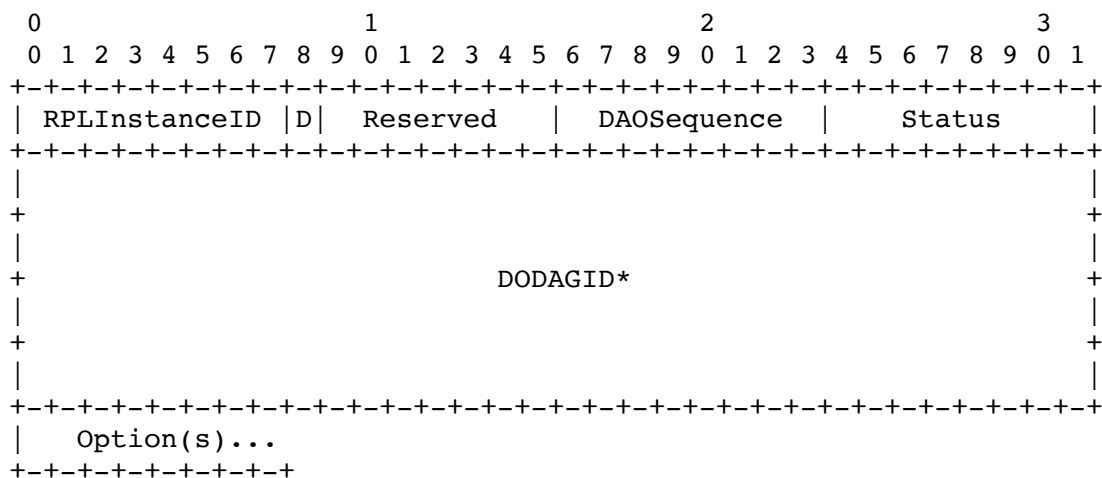 0                   1                   2                   3
 0 1 2 3 4 5 6 7 8 9 0 1 2 3 4 5 6 7 8 9 0 1 2 3 4 5 6 7 8 9 0 1
+-+-+-+-+-+-+-+-+-+-+-+-+-+-+-+-+-+-+-+-+-+-+-+-+-+-+-+-+-+-+-+-+
| RPLInstanceID |D|  Reserved   |  DAOSequence  |    Status     |
+-+-+-+-+-+-+-+-+-+-+-+-+-+-+-+-+-+-+-+-+-+-+-+-+-+-+-+-+-+-+-+-+
|                                                               |
+                                                               +
|                                                               |
+                            DODAGID*                           +
|                                                               |
+                                                               +
|                                                               |
+-+-+-+-+-+-+-+-+-+-+-+-+-+-+-+-+-+-+-+-+-+-+-+-+-+-+-+-+-+-+-+-+
|   Option(s)...
+-+-+-+-+-+-+-+-+